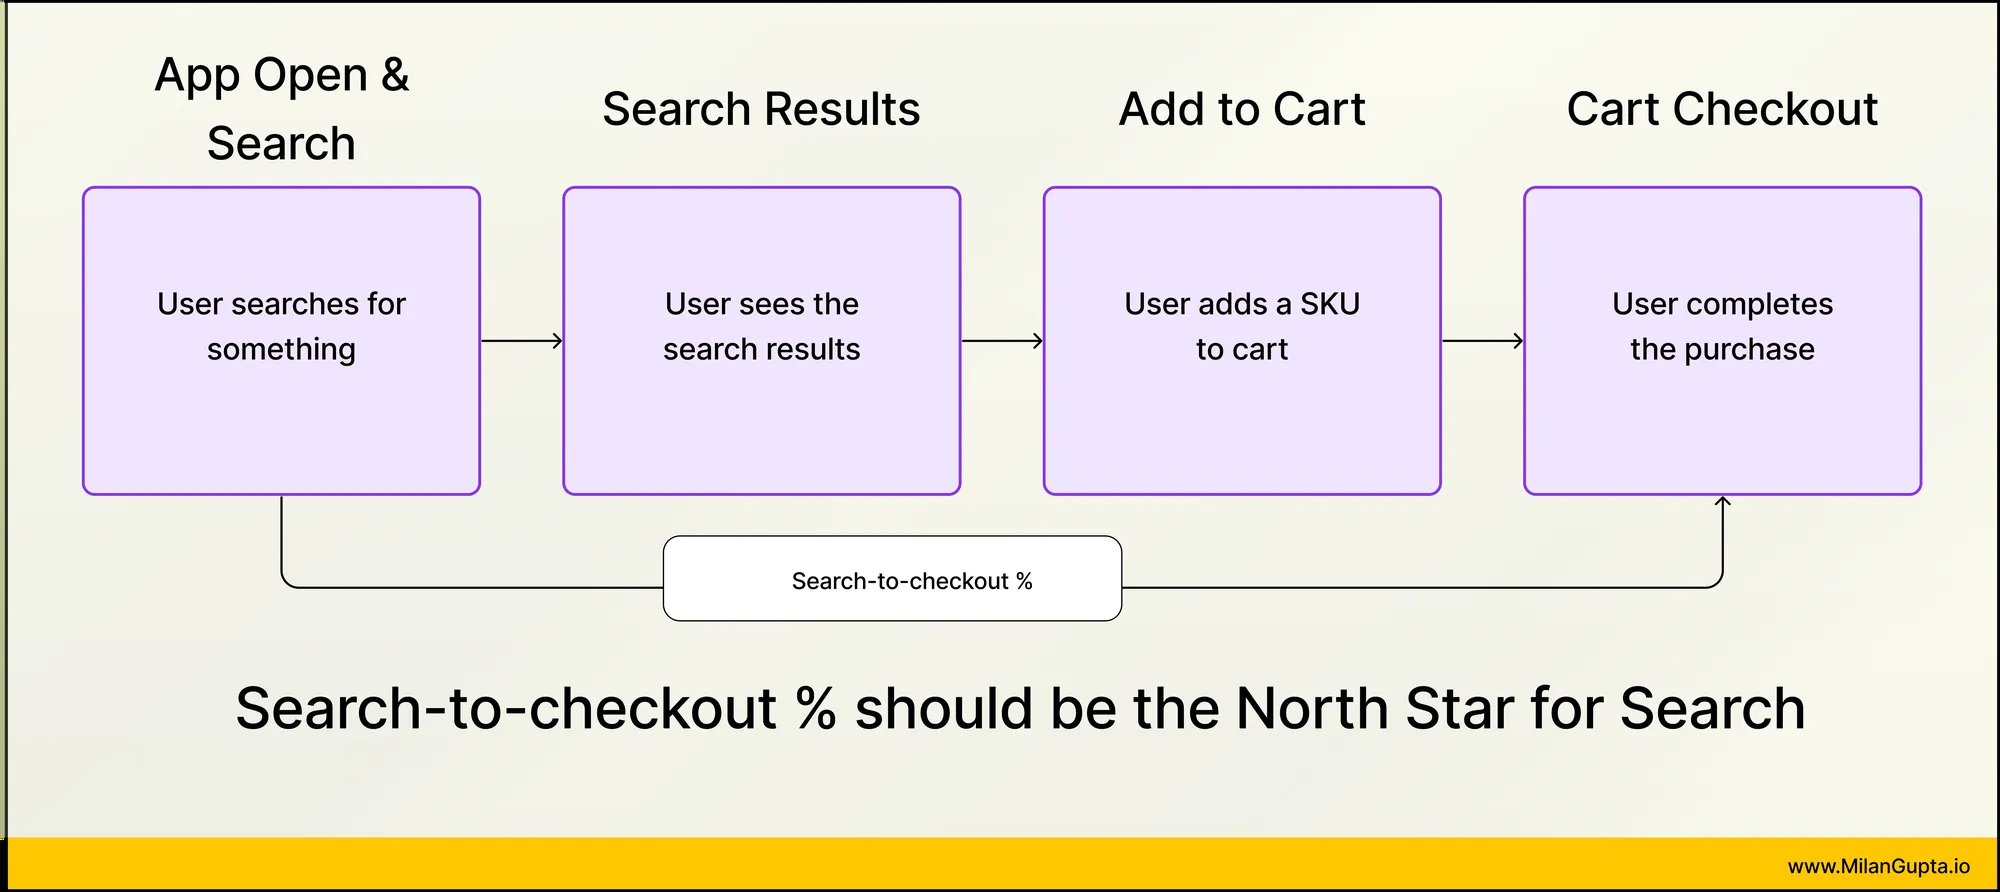 App Open &
Search
Search Results
Add to Cart
Cart Checkout
User searches for
something
User sees the
search results
User adds a SKU
to cart
User completes
the purchase
Search-to-checkout %
Search-to-checkout % should be the North Star for Search
www.MilanGupta.io